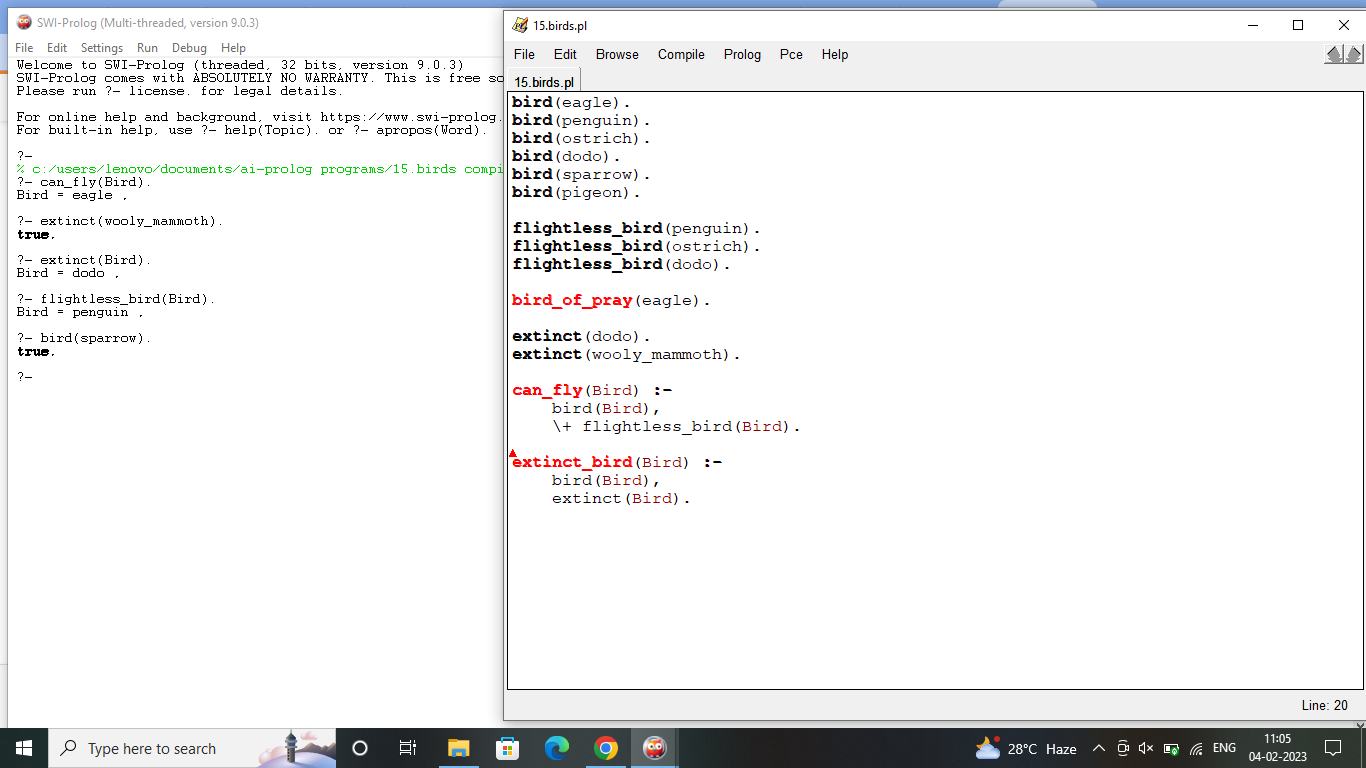 SWI-Prolog (Multi-threaded, version 9.0.3)
File Edit Settings Run Debug Help
Welcome to SWI-Prolog (threaded, 32 bits, version 9.0.3)
SWI-Prolog comes with ABSOLUTELY NO WARRANTY. This is free so
Please run ?- license. for legal details.
For online help and background, visit https://www.swi-prolog.
For built-in help, use ?- help(Topic). or ?- apropos(Word).
?-
% c:/users/lenovo/documents/ai-prolog programs/15.birds compi
?- can_fly(Bird).
Bird = eagle ,
?- extinct(wooly_mammoth).
true.
?- extinct(Bird).
Bird = dodo ,
?- flightless_bird(Bird).
Bird = penguin ,
?- bird(sparrow).
true.
?-
15.birds.pl
File Edit Browse Compile Prolog Pce Help
15.birds.pl
bird(eagle).
bird(penguin).
bird(ostrich).
bird(dodo).
bird(sparrow).
bird(pigeon).
flightless_bird(penguin).
flightless_bird(ostrich).
flightless_bird(dodo).
bird_of_pray(eagle).
extinct(dodo).
extinct(wooly_mammoth).
can_fly(Bird) :-
bird(Bird),
\+ flightless_bird(Bird).
extinct_bird(Bird) :-
bird(Bird),
extinct(Bird).
Line: 20
Type here to search
28°C Haze
ENG
11:05
04-02-2023